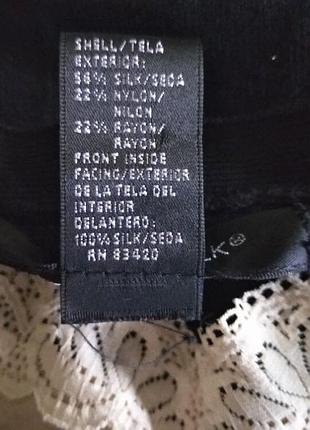 SHELL/TELA
EXTERIOR:
56% SILK/SEDA
22% NYLON/
NILON
22% RAYON/
RAYON
FRONT INSIDE
FACING/EXTERIOR
DE LA TELA DEL
INTERIOR
DELANTERO:
100% SILK/SEDA
RN 83420
LK®